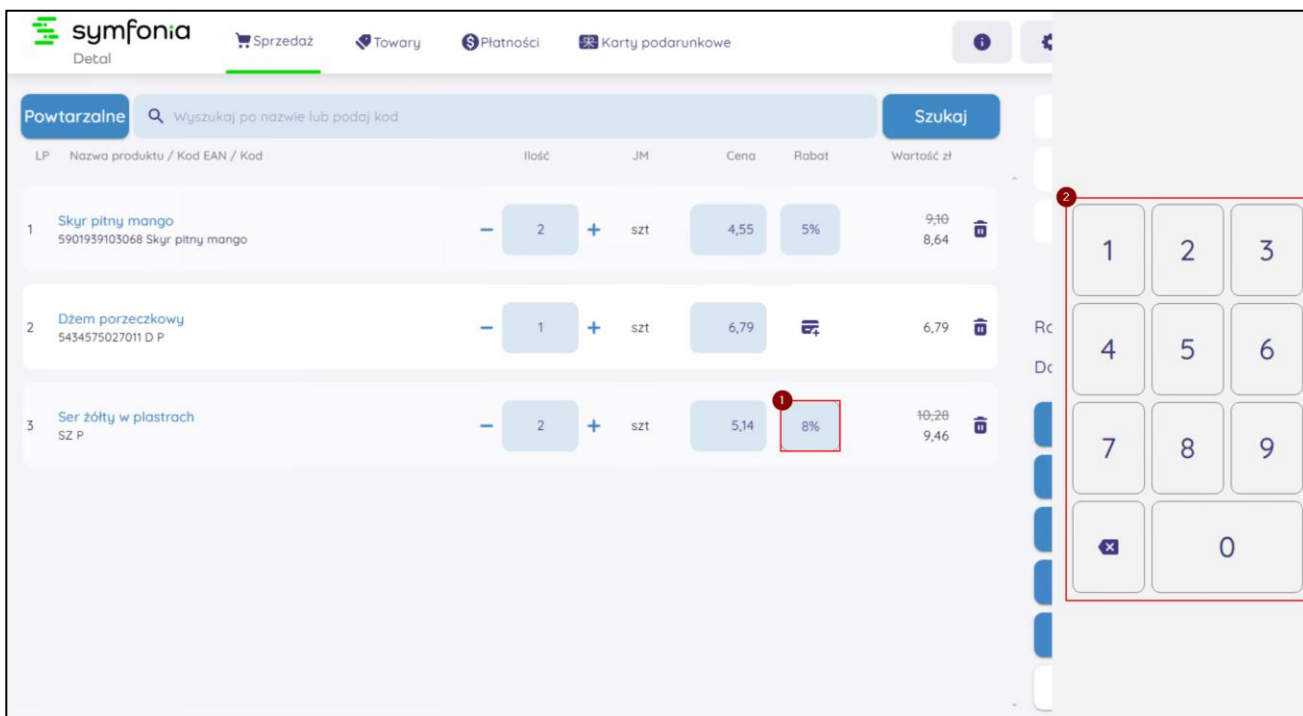 symfonia
Detal
Sprzedaż Towary Płatności Karty podarunkowe
Powtarzalne Wyszukaj po nazwie lub podaj kod Szukaj
LP Nazwa produktu / Kod EAN / Kod Ilość JM Cena Rabat Wartość zł
1 Skyr pitny mango 2 szt 4,55 5% 9,10
5901939103068 Skyr pitny mango 8,64
2 Dżem porzeczkowy 1 szt 6,79 6,79
5434575027011 D P
3 Ser żółty w plastrach 2 szt 5,14 8% 10,28
SZ P 9,46
1
2
1 2 3
4 5 6
7 8 9
0